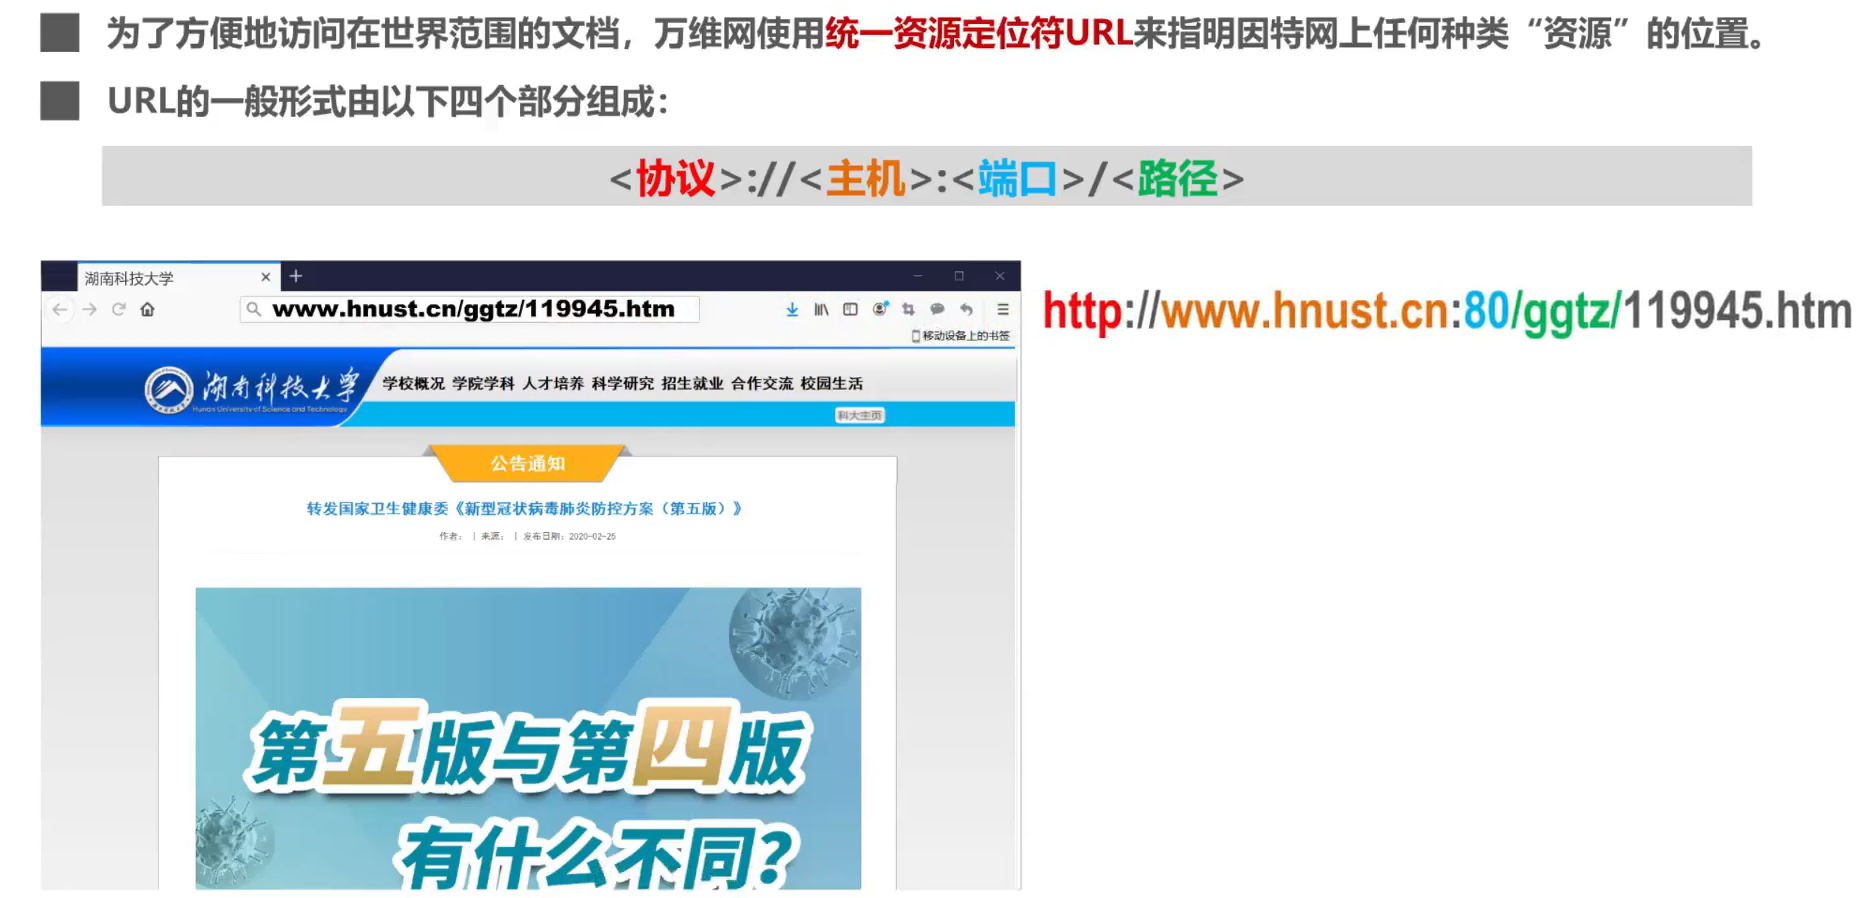 为了方便地访问在世界范围的文档，万维网使用统一资源定位符URL来指明因特网上任何种类“资源”的位置。
URL的一般形式由以下四个部分组成：
<协议>://<主机>:<端口>/<路径>
湖南科技大学
www.hnust.cn/ggtz/119945.htm
http://www.hnust.cn:80/ggtz/119945.htm
移动设备上的书签
湖南科技大学
Hunan University of Science and Technology
学校概况 学院学科 人才培养 科学研究 招生就业 合作交流 校园生活
科大主页
公告通知
转发国家卫生健康委《新型冠状病毒肺炎防控方案（第五版）》
作者： | 来源： | 发布日期：2020-02-25
第五版与第四版
有什么不同？